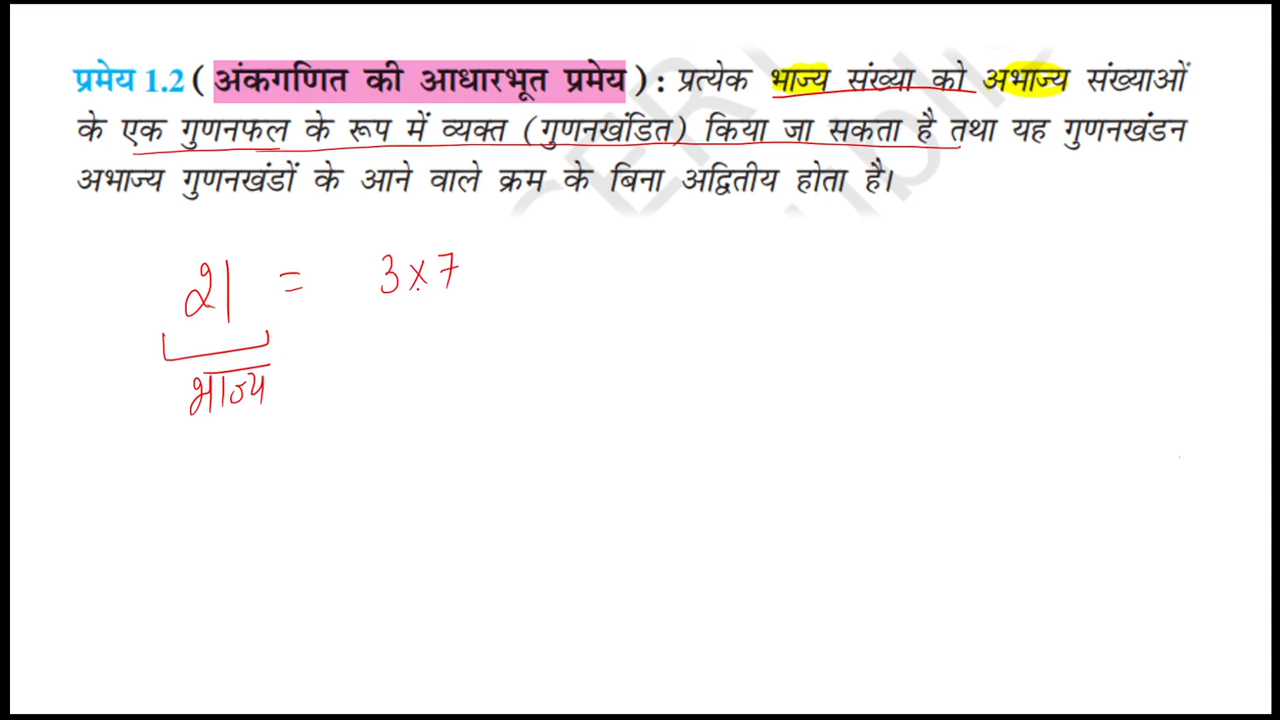 प्रमेय 1.2 ( अंकगणित की आधारभूत प्रमेय ) : प्रत्येक भाज्य संख्या को अभाज्य संख्याओं
के एक गुणनफल के रूप में व्यक्त (गुणनखंडित) किया जा सकता है तथा यह गुणनखंडन
अभाज्य गुणनखंडों के आने वाले क्रम के बिना अद्वितीय होता है।
21 = 3 × 7
भाज्य